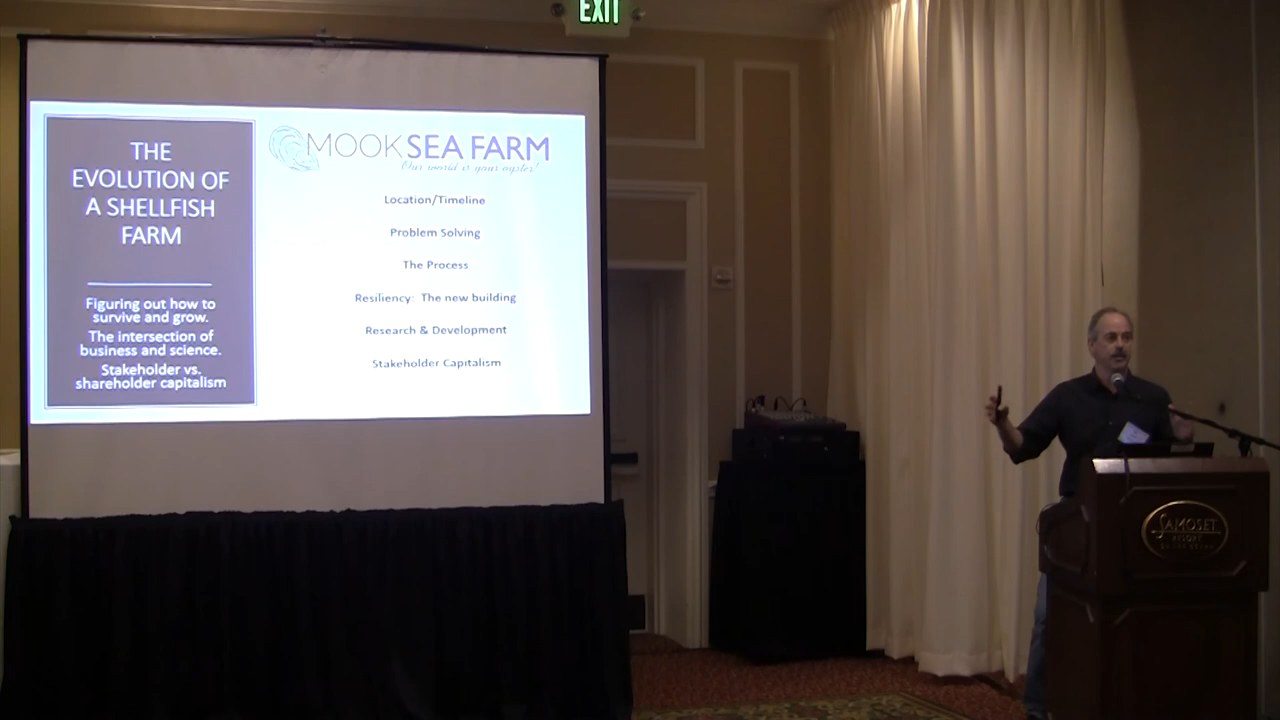 EXIT
THE
EVOLUTION OF
A SHELLFISH
FARM
Figuring out how to
survive and grow.
The intersection of
business and science.
Stakeholder vs.
shareholder capitalism
MOOK SEA FARM
Our world is your oyster!
Location/Timeline
Problem Solving
The Process
Resiliency: The new building
Research & Development
Stakeholder Capitalism
SAMOSET
RESORT